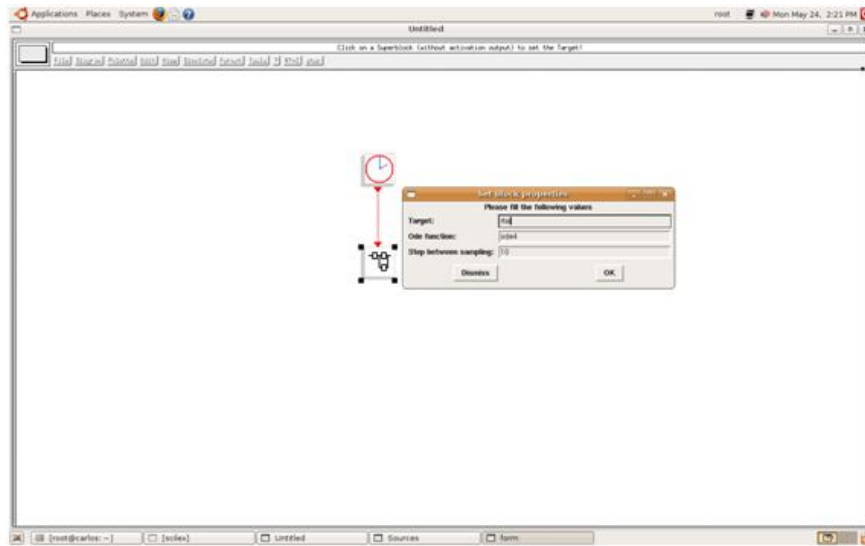 Applications Places System
root Mon May 24, 2:21 PM
Untitled
Click on a Superblock (without activation output) to set the Target!
Set Block properties
Please fill the following values
Target: rtai
Ode function: ode4
Step between sampling: 10
Dismiss OK
[root@carlos: ~] [scilex] Untitled Sources form